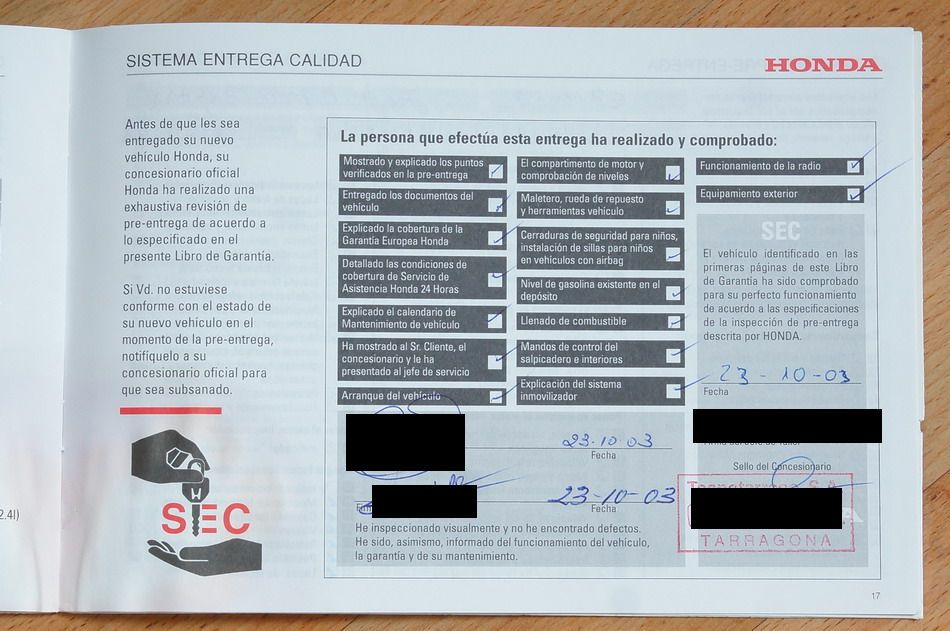 SISTEMA ENTREGA CALIDAD
HONDA
Antes de que les sea
entregado su nuevo
vehículo Honda, su
concesionario oficial
Honda ha realizado una
exhaustiva revisión de
pre-entrega de acuerdo a
lo especificado en el
presente Libro de Garantía.
Si Vd. no estuviese
conforme con el estado de
su nuevo vehículo en el
momento de la pre-entrega,
notifíquelo a su
concesionario oficial para
que sea subsanado.
SEC
2.4l)
La persona que efectúa esta entrega ha realizado y comprobado:
Mostrado y explicado los puntos
verificados en la pre-entrega
Entregado los documentos del
vehículo
Explicado la cobertura de la
Garantía Europea Honda
Detallado las condiciones de
cobertura de Servicio de
Asistencia Honda 24 Horas
Explicado el calendario de
Mantenimiento de vehículo
Ha mostrado al Sr. Cliente, el
concesionario y le ha
presentado al jefe de servicio
Arranque del vehículo
El compartimento de motor y
comprobación de niveles
Maletero, rueda de repuesto
y herramientas vehículo
Cerraduras de seguridad para niños,
instalación de sillas para niños
en vehículos con airbag
Nivel de gasolina existente en el
depósito
Llenado de combustible
Mandos de control del
salpicadero e interiores
Explicación del sistema
inmovilizador
Funcionamiento de la radio
Equipamiento exterior
SEC
El vehículo identificado en las
primeras páginas de este Libro
de Garantía ha sido comprobado
para su perfecto funcionamiento
de acuerdo a las especificaciones
de la inspección de pre-entrega
descrita por HONDA.
23-10-03
Fecha
Sello del Concesionario
TARRAGONA
23-10-03
Fecha
23-10-03
Fecha
He inspeccionado visualmente y no he encontrado defectos.
He sido, asimismo, informado del funcionamiento del vehículo,
la garantía y de su mantenimiento.
17